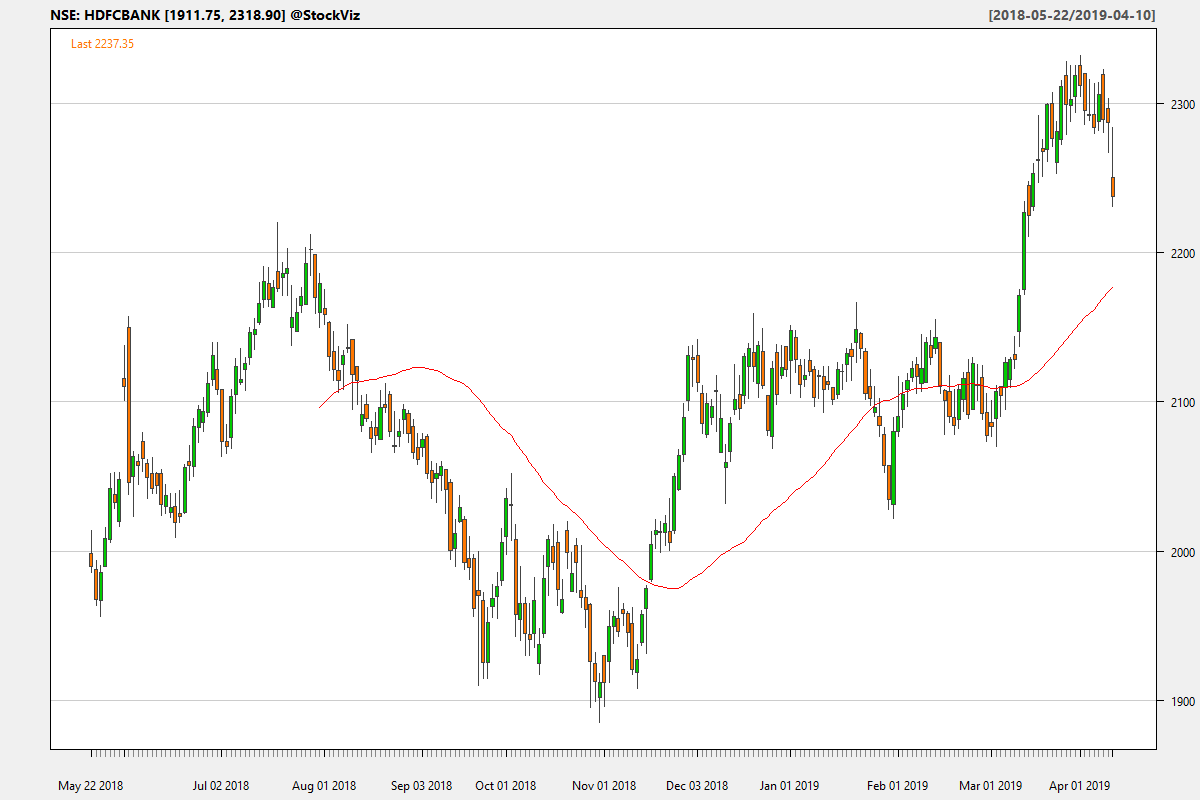 NSE: HDFCBANK [1911.75, 2318.90] @StockViz
[2018-05-22/2019-04-10]
Last 2237.35
2300
2200
2100
2000
1900
May 22 2018 Jul 02 2018 Aug 01 2018 Sep 03 2018 Oct 01 2018 Nov 01 2018 Dec 03 2018 Jan 01 2019 Feb 01 2019 Mar 01 2019 Apr 01 2019